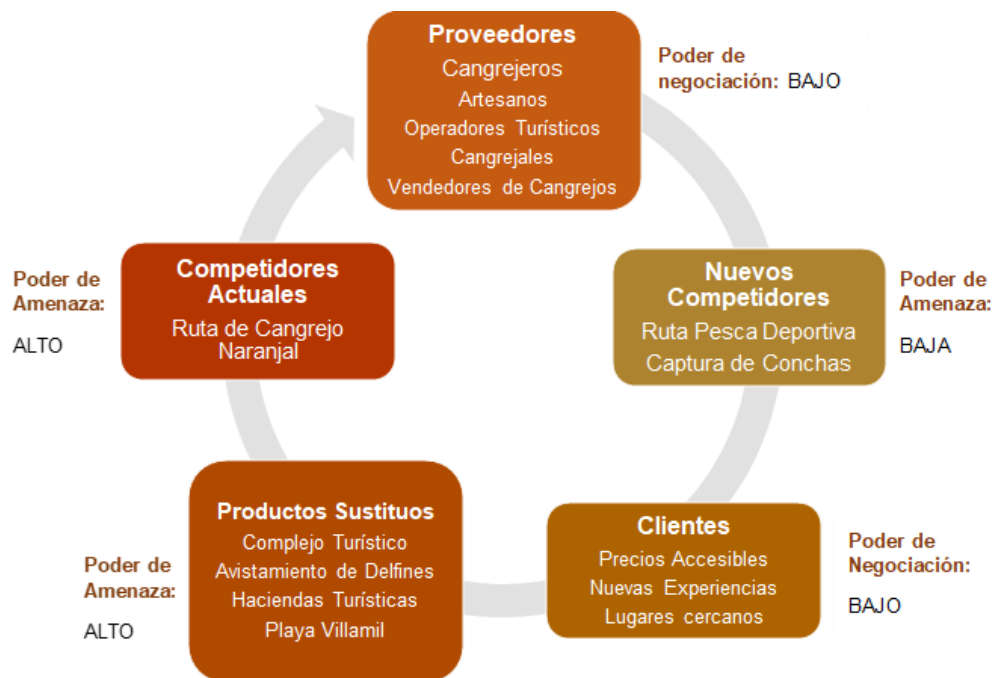 Proveedores
Cangrejeros
Artesanos
Operadores Turísticos
Cangrejales
Vendedores de Cangrejos
Poder de
negociación: BAJO
Nuevos
Competidores
Ruta Pesca Deportiva
Captura de Conchas
Poder de
Amenaza:
BAJA
Clientes
Precios Accesibles
Nuevas Experiencias
Lugares cercanos
Poder de
Negociación:
BAJO
Productos Sustituos
Complejo Turístico
Avistamiento de Delfines
Haciendas Turísticas
Playa Villamil
Poder de
Amenaza:
ALTO
Competidores
Actuales
Ruta de Cangrejo
Naranjal
Poder de
Amenaza:
ALTO